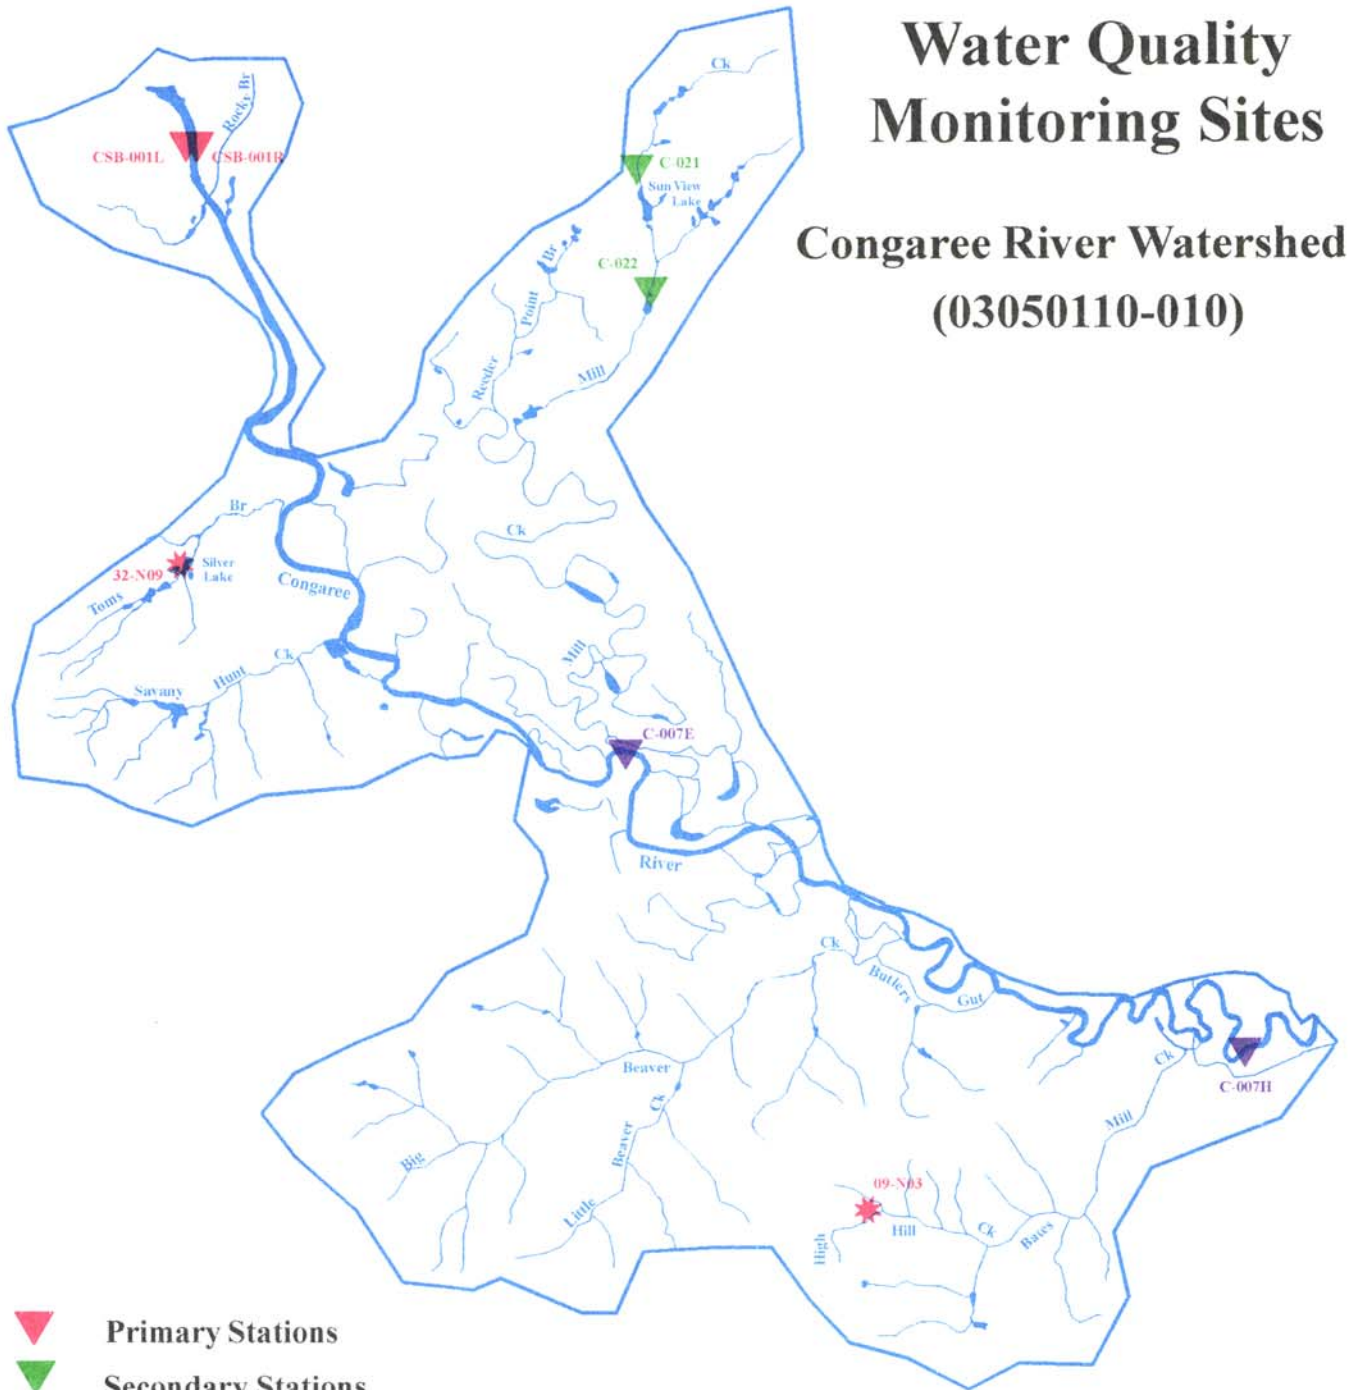 Water Quality
Monitoring Sites
Congaree River Watershed
(03050110-010)
Ck
Rocky Br
CSB-001L
CSB-001R
C-021
Sun View
Lake
C-022
Br
Point
Reeder
Mill
Br
Ck
32-N09
Silver
Lake
Toms
Congaree
Ck
Hunt
Savany
Mill
C-007E
River
Ck
Butlers
Gut
Ck
C-007H
Beaver
Ck
Mill
Beaver
Big
Little
09-N03
High
Hill
Ck
Bates
Primary Stations
Secondary Stations